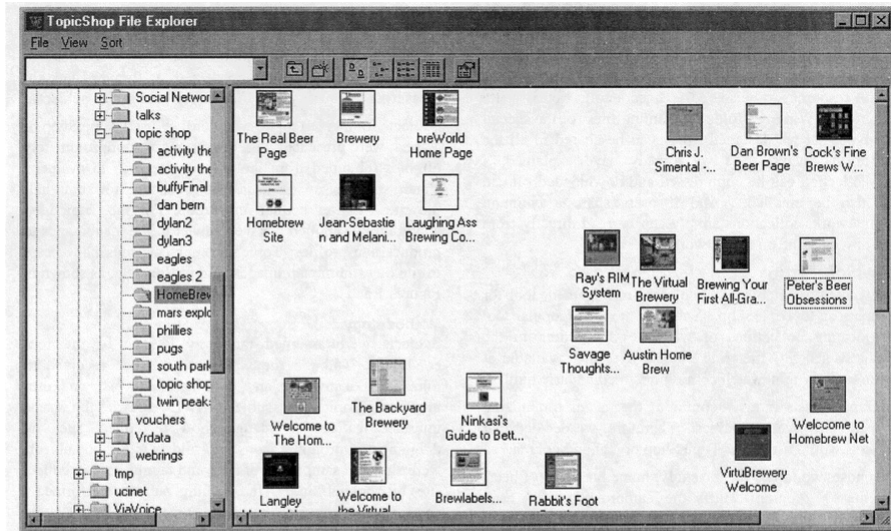 TopicShop File Explorer
File View Sort
Social Networ
talks
topic shop
activity the
activity the
buffyFinal
dan bern
dylan2
dylan3
eagles
eagles 2
HomeBrew
mars explo
phillies
pugs
south park
topic shop
twin peaks
vouchers
Vrdata
webrings
tmp
ucinet
ViaVoice
The Real Beer
Page
Brewery
breWorld
Home Page
Chris J.
Simental -...
Dan Brown's
Beer Page
Cock's Fine
Brews W...
Homebrew
Site
Jean-Sebastie
n and Melani...
Laughing Ass
Brewing Co...
Ray's RIM
System
The Virtual
Brewery
Brewing Your
First All-Gra...
Peter's Beer
Obsessions
Savage
Thoughts...
Austin Home
Brew
Welcome to
The Hom...
The Backyard
Brewery
Ninkasi's
Guide to Bett...
Welccome to
Homebrew Net
VirtuBrewery
Welcome
Langley
Welcome to
the Virtual
Brewlabels...
Rabbit's Foot